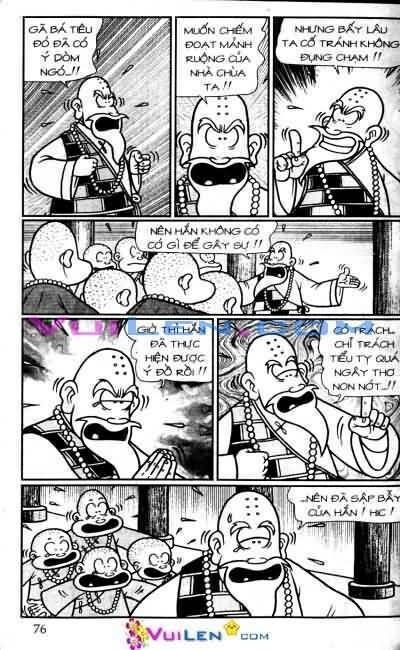 GÃ BÁ TIÊU
ĐÓ ĐÃ CÓ
Ý DÒM
NGÓ...!!
MUỐN CHIẾM
ĐOẠT MẢNH
RUỘNG CỦA
NHÀ CHÙA
TA !!
NHƯNG BẤY LÂU
TA CỐ TRÁNH KHÔNG
ĐỤNG CHẠM !!
NÊN HẮN KHÔNG CÓ
CỚ GÌ ĐỂ GÂY SỰ !!
GIỜ, THÌ HẮN
ĐÃ THỰC
HIỆN ĐƯỢC
Ý ĐỒ RỒI !!
CÓ TRÁCH...
CHỈ TRÁCH
TIỂU TỲ QUÁ
NGÂY THƠ
NON NỚT...!!
...NÊN ĐÃ SẬP BẪY
CỦA HẮN ! HIC !
76
VUILEN.COM